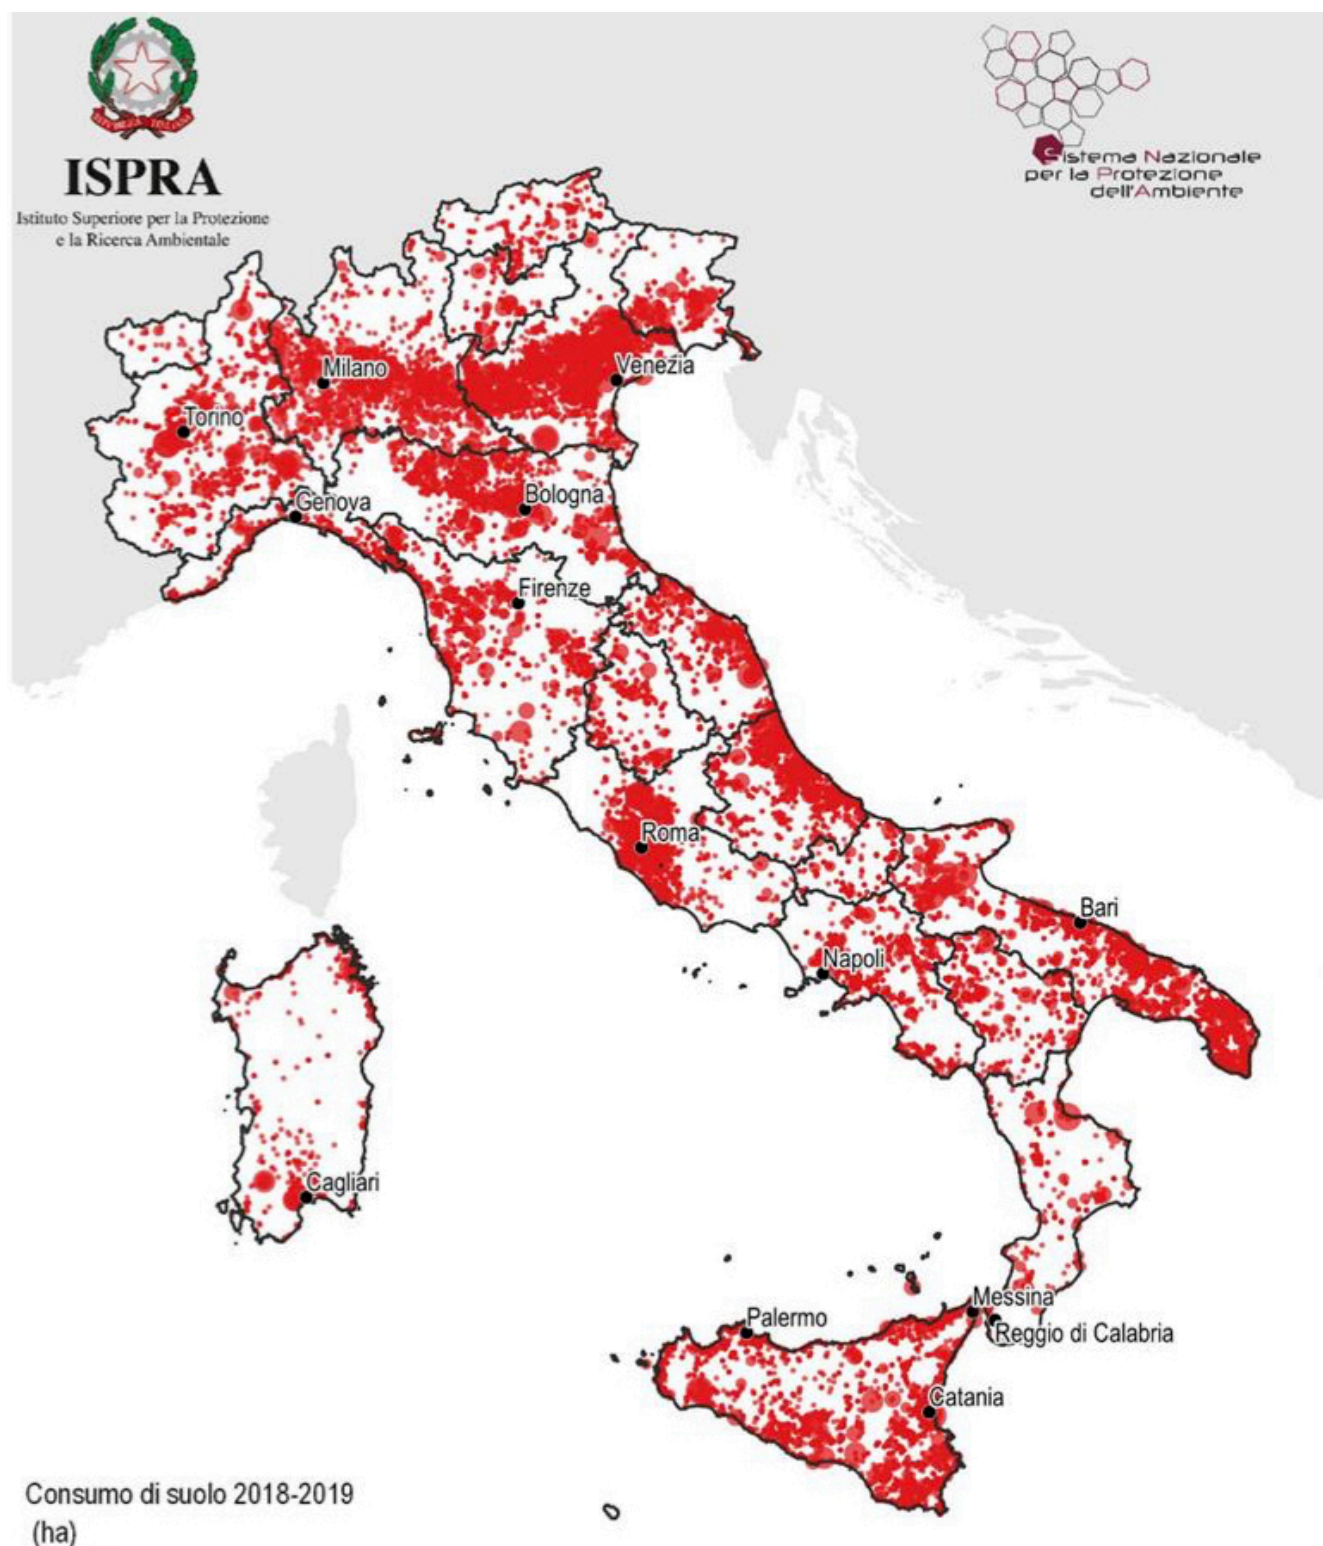 ISPRA
Istituto Superiore per la Protezione
e la Ricerca Ambientale
Sistema Nazionale
per la Protezione
dell'Ambiente
Milano
Venezia
Torino
Genova
Bologna
Firenze
Roma
Bari
Napoli
Cagliari
Messina
Palermo
Reggio di Calabria
Catania
Consumo di suolo 2018-2019
(ha)